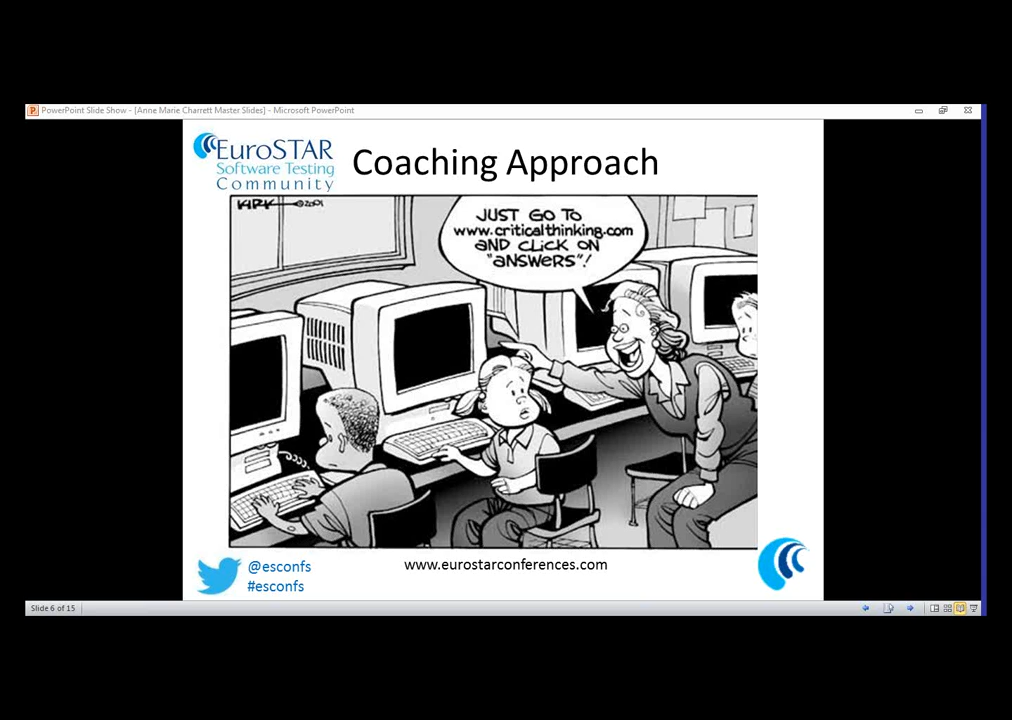 PowerPoint Slide Show - [Anne Marie Charrett Master Slides] - Microsoft PowerPoint
EuroSTAR
Software Testing
Community
Coaching Approach
KIRK ©2001
JUST GO TO
www.criticalthinking.com
AND CLICK ON
"ANSWERS"!
@esconfs
#esconfs
www.eurostarconferences.com
Slide 6 of 15